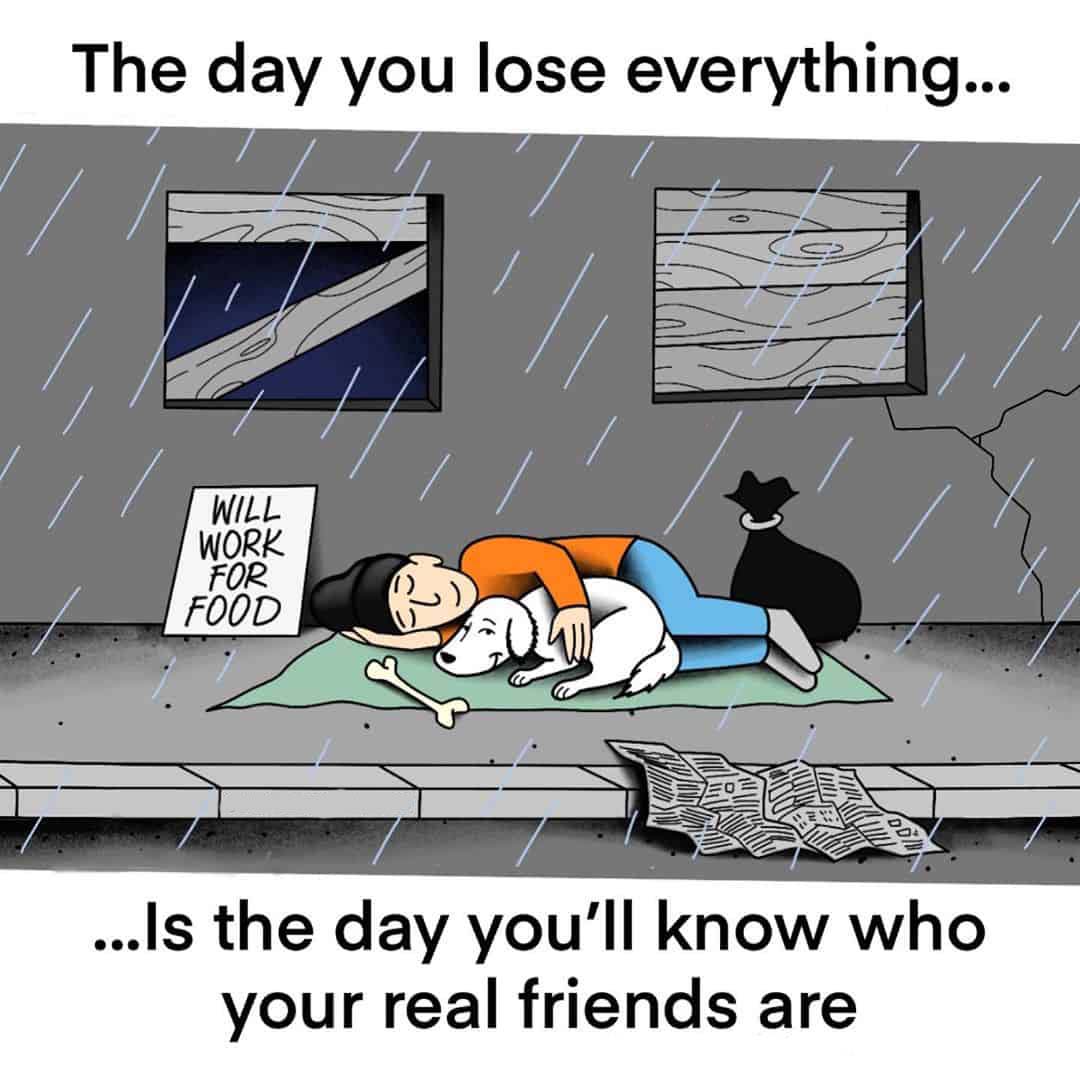 The day you lose everything...
WILL
WORK
FOR
FOOD
...Is the day you'll know who
your real friends are